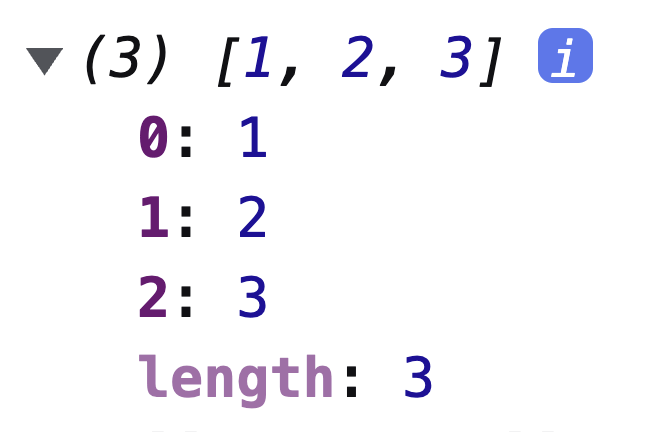 (3) [1, 2, 3] i
0: 1
1: 2
2: 3
length: 3